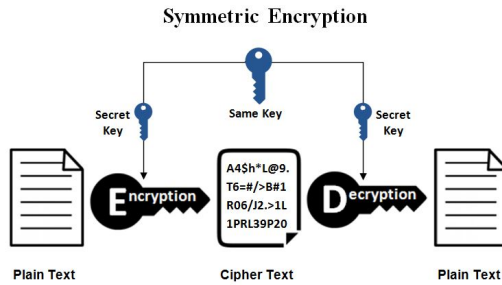 Symmetric Encryption
Secret
Key
Same Key
Secret
Key
A4$h*L@9.
T6=#/>B#1
R06/J2.>1L
1PRL39P20
Encryption
Decryption
Plain Text
Cipher Text
Plain Text